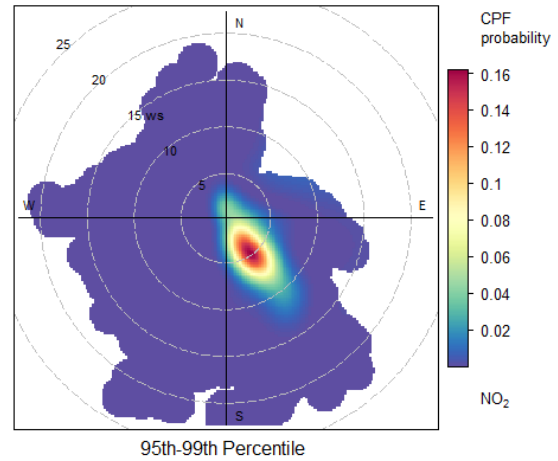 CPF
probability
25
N
0.16
20
0.14
15 ws
0.12
10
0.1
5
0.08
W
E
0.06
0.04
0.02
NO₂
S
95th-99th Percentile